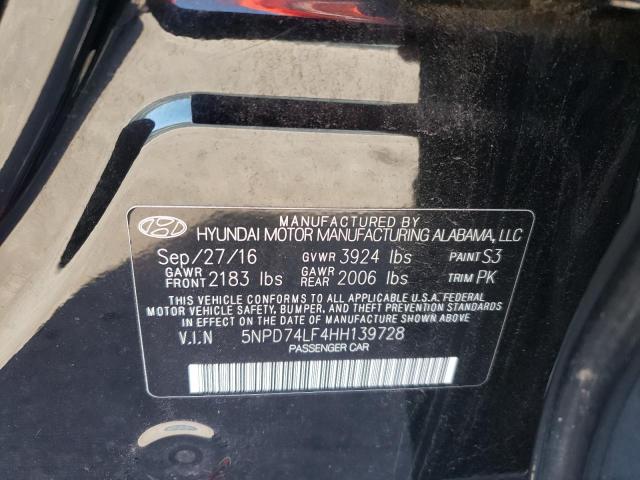 MANUFACTURED BY
HYUNDAI MOTOR MANUFACTURING ALABAMA, LLC
Sep/27/16 GVWR 3924 lbs PAINT S3
GAWR FRONT 2183 lbs GAWR REAR 2006 lbs TRIM PK
THIS VEHICLE CONFORMS TO ALL APPLICABLE U.S.A. FEDERAL
MOTOR VEHICLE SAFETY, BUMPER, AND THEFT PREVENTION STANDARDS
IN EFFECT ON THE DATE OF MANUFACTURE SHOWN ABOVE.
V.I.N 5NPD74LF4HH139728
PASSENGER CAR